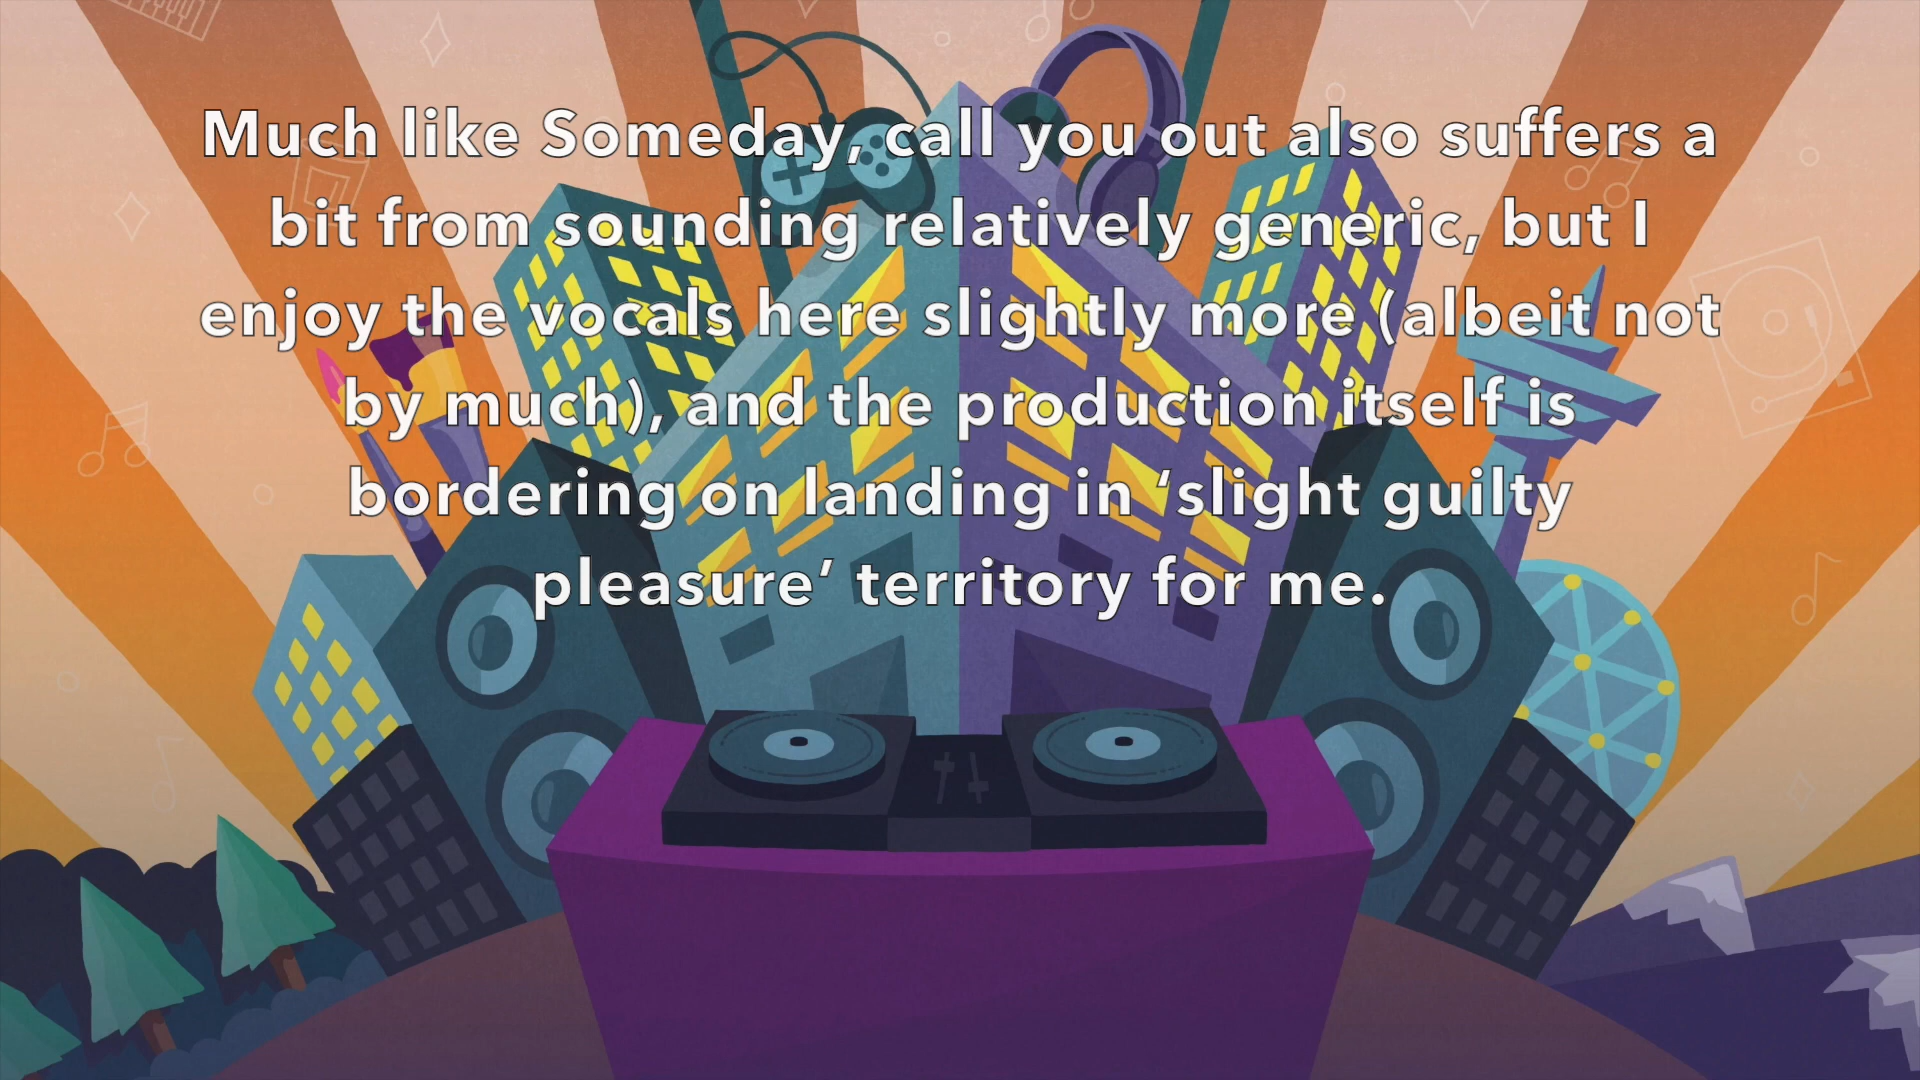 Much like Someday, call you out also suffers a
bit from sounding relatively generic, but I
enjoy the vocals here slightly more (albeit not
by much), and the production itself is
bordering on landing in ‘slight guilty
pleasure’ territory for me.